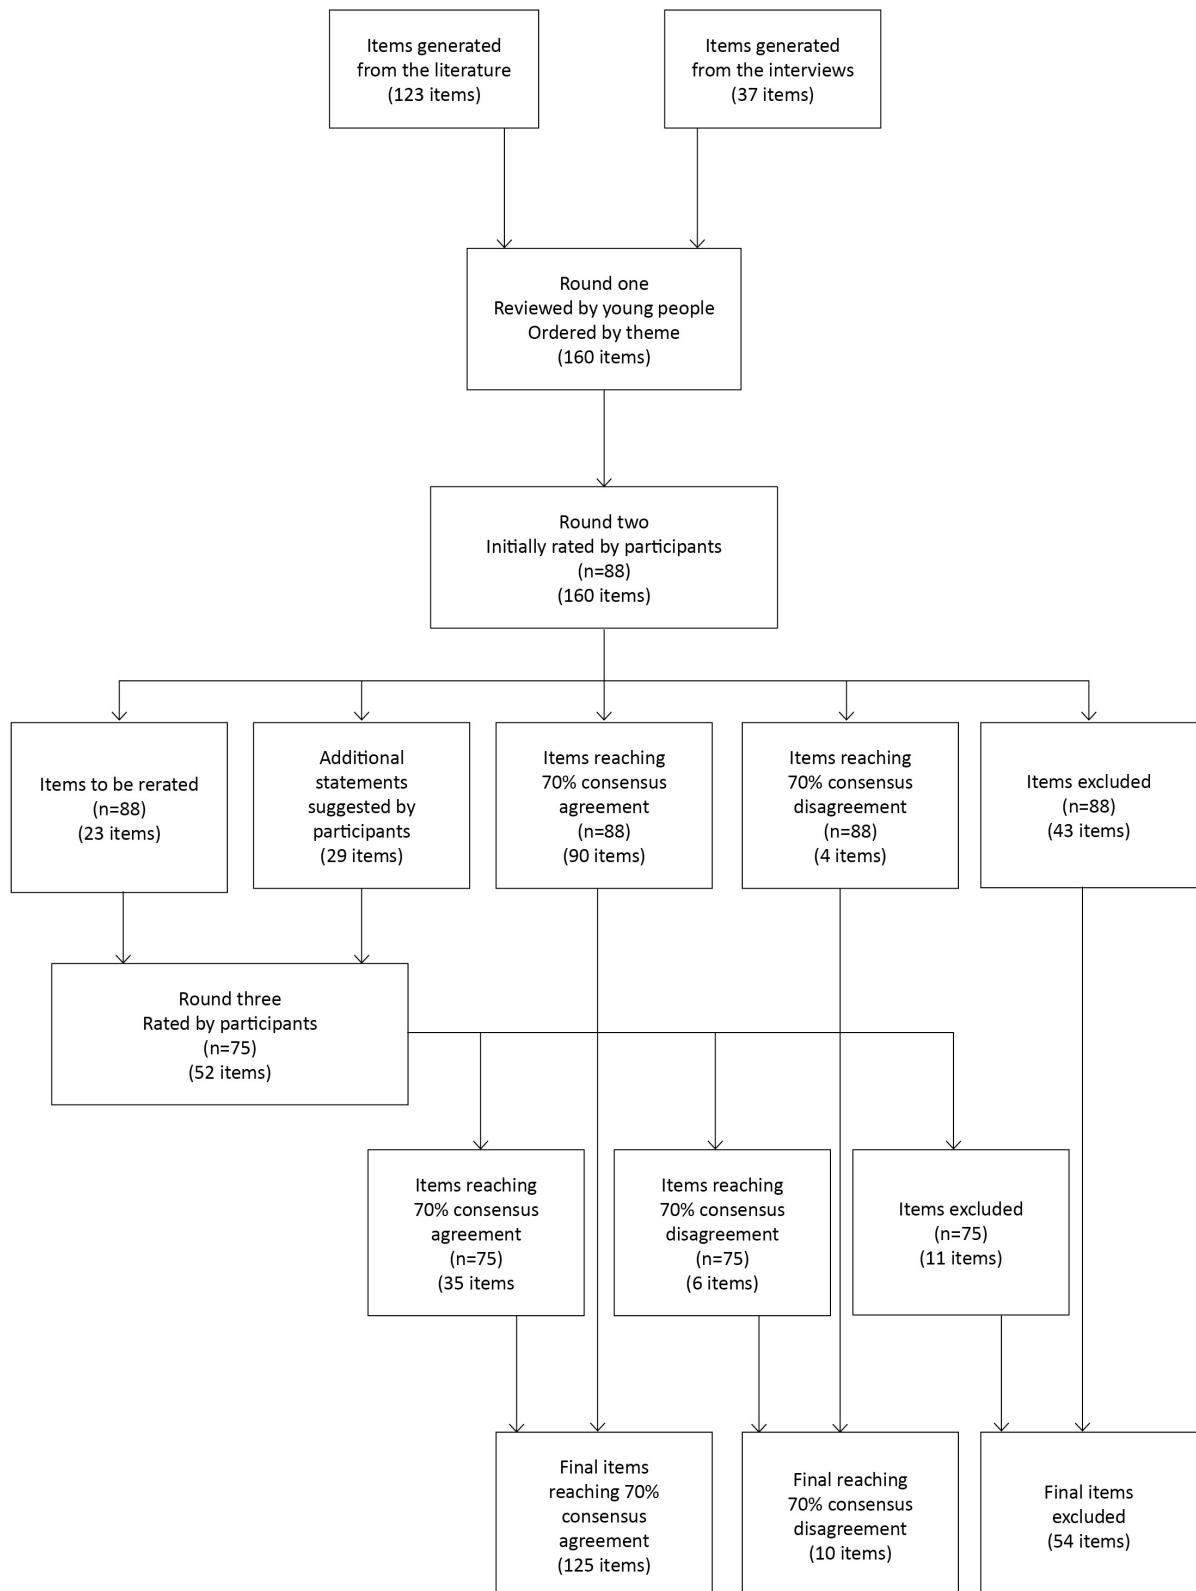 Items generated
from the literature
(123 items)
Items generated
from the interviews
(37 items)
Round one
Reviewed by young people
Ordered by theme
(160 items)
Round two
Initially rated by participants
(n=88)
(160 items)
Items to be rerated
(n=88)
(23 items)
Additional
statements
suggested by
participants
(29 items)
Items reaching
70% consensus
agreement
(n=88)
(90 items)
Items reaching
70% consensus
disagreement
(n=88)
(4 items)
Items excluded
(n=88)
(43 items)
Round three
Rated by participants
(n=75)
(52 items)
Items reaching
70% consensus
agreement
(n=75)
(35 items
Items reaching
70% consensus
disagreement
(n=75)
(6 items)
Items excluded
(n=75)
(11 items)
Final items
reaching 70%
consensus
agreement
(125 items)
Final reaching
70% consensus
disagreement
(10 items)
Final items
excluded
(54 items)